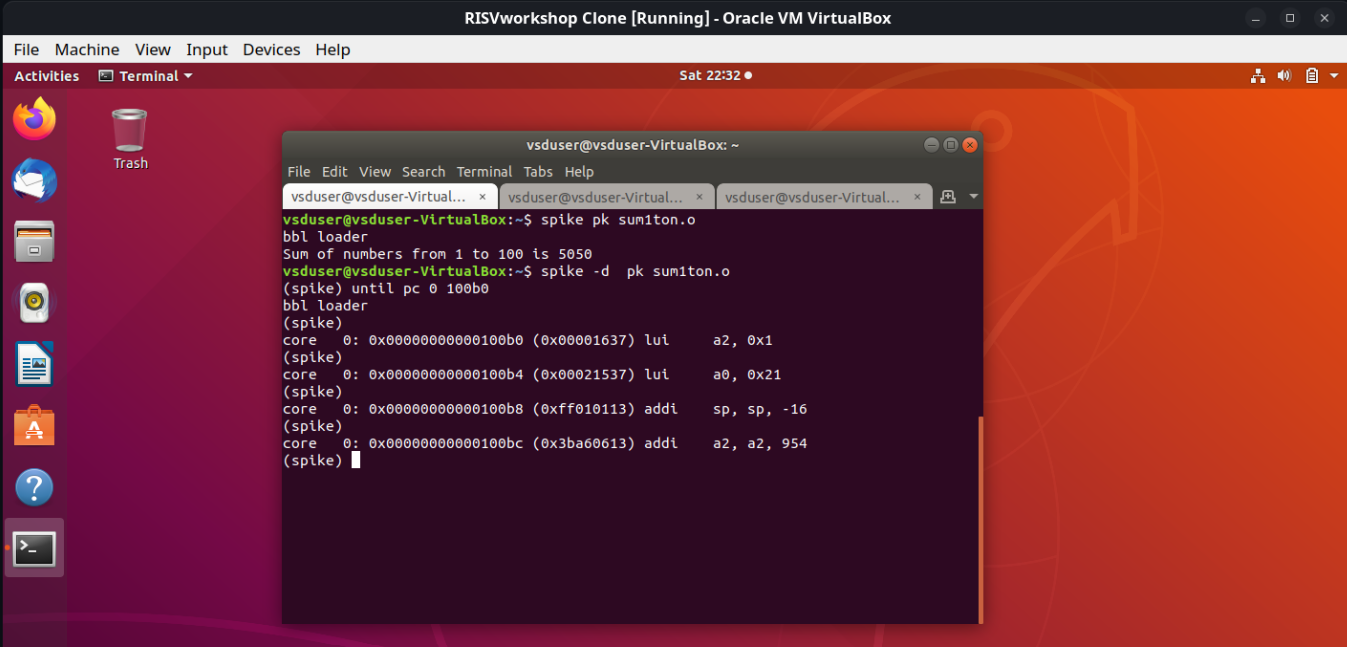 RISVworkshop Clone [Running] - Oracle VM VirtualBox
File Machine View Input Devices Help
Activities Terminal Sat 22:32
Trash
vsduser@vsduser-VirtualBox: ~
File Edit View Search Terminal Tabs Help
vsduser@vsduser-Virtual... × vsduser@vsduser-Virtual... × vsduser@vsduser-Virtual... ×
vsduser@vsduser-VirtualBox:~$ spike pk sum1ton.o
bbl loader
Sum of numbers from 1 to 100 is 5050
vsduser@vsduser-VirtualBox:~$ spike -d  pk sum1ton.o
(spike) until pc 0 100b0
bbl loader
(spike)
core   0: 0x00000000000100b0 (0x00001637) lui     a2, 0x1
(spike)
core   0: 0x00000000000100b4 (0x00021537) lui     a0, 0x21
(spike)
core   0: 0x00000000000100b8 (0xff010113) addi    sp, sp, -16
(spike)
core   0: 0x00000000000100bc (0x3ba60613) addi    a2, a2, 954
(spike)